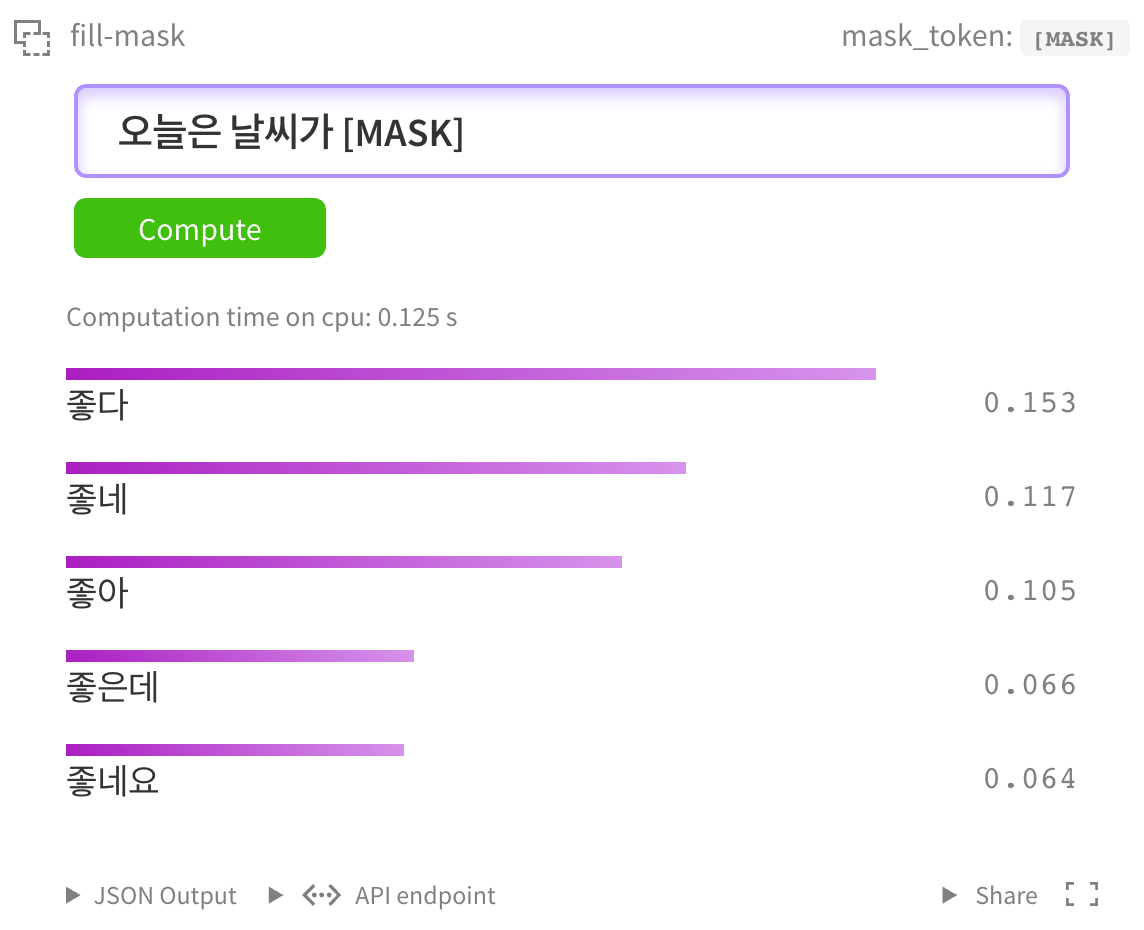 fill-mask
mask_token: [MASK]
오늘은 날씨가 [MASK]
Compute
Computation time on cpu: 0.125 s
좋다 0.153
좋네 0.117
좋아 0.105
좋은데 0.066
좋네요 0.064
JSON Output API endpoint Share